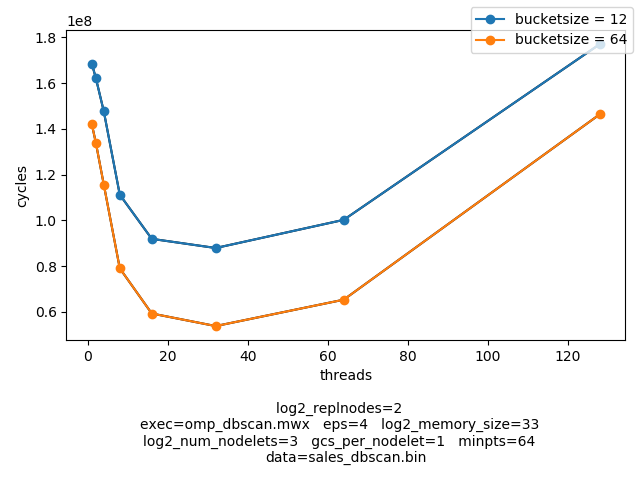 1e8
bucketsize = 12
bucketsize = 64
1.8
1.6
1.4
1.2
1.0
0.8
0.6
cycles
0 20 40 60 80 100 120
threads
log2_replnodes=2
exec=omp_dbscan.mwx eps=4 log2_memory_size=33
log2_num_nodelets=3 gcs_per_nodelet=1 minpts=64
data=sales_dbscan.bin